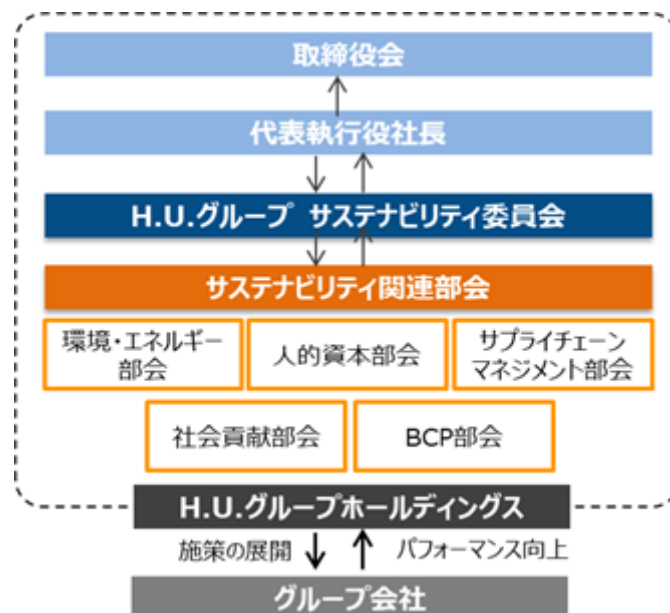 取締役会
代表執行役社長
H.U.グループ サステナビリティ委員会
サステナビリティ関連部会
環境・エネルギー
部会
人的資本部会
サプライチェーン
マネジメント部会
社会貢献部会
BCP部会
H.U.グループホールディングス
施策の展開
パフォーマンス向上
グループ会社